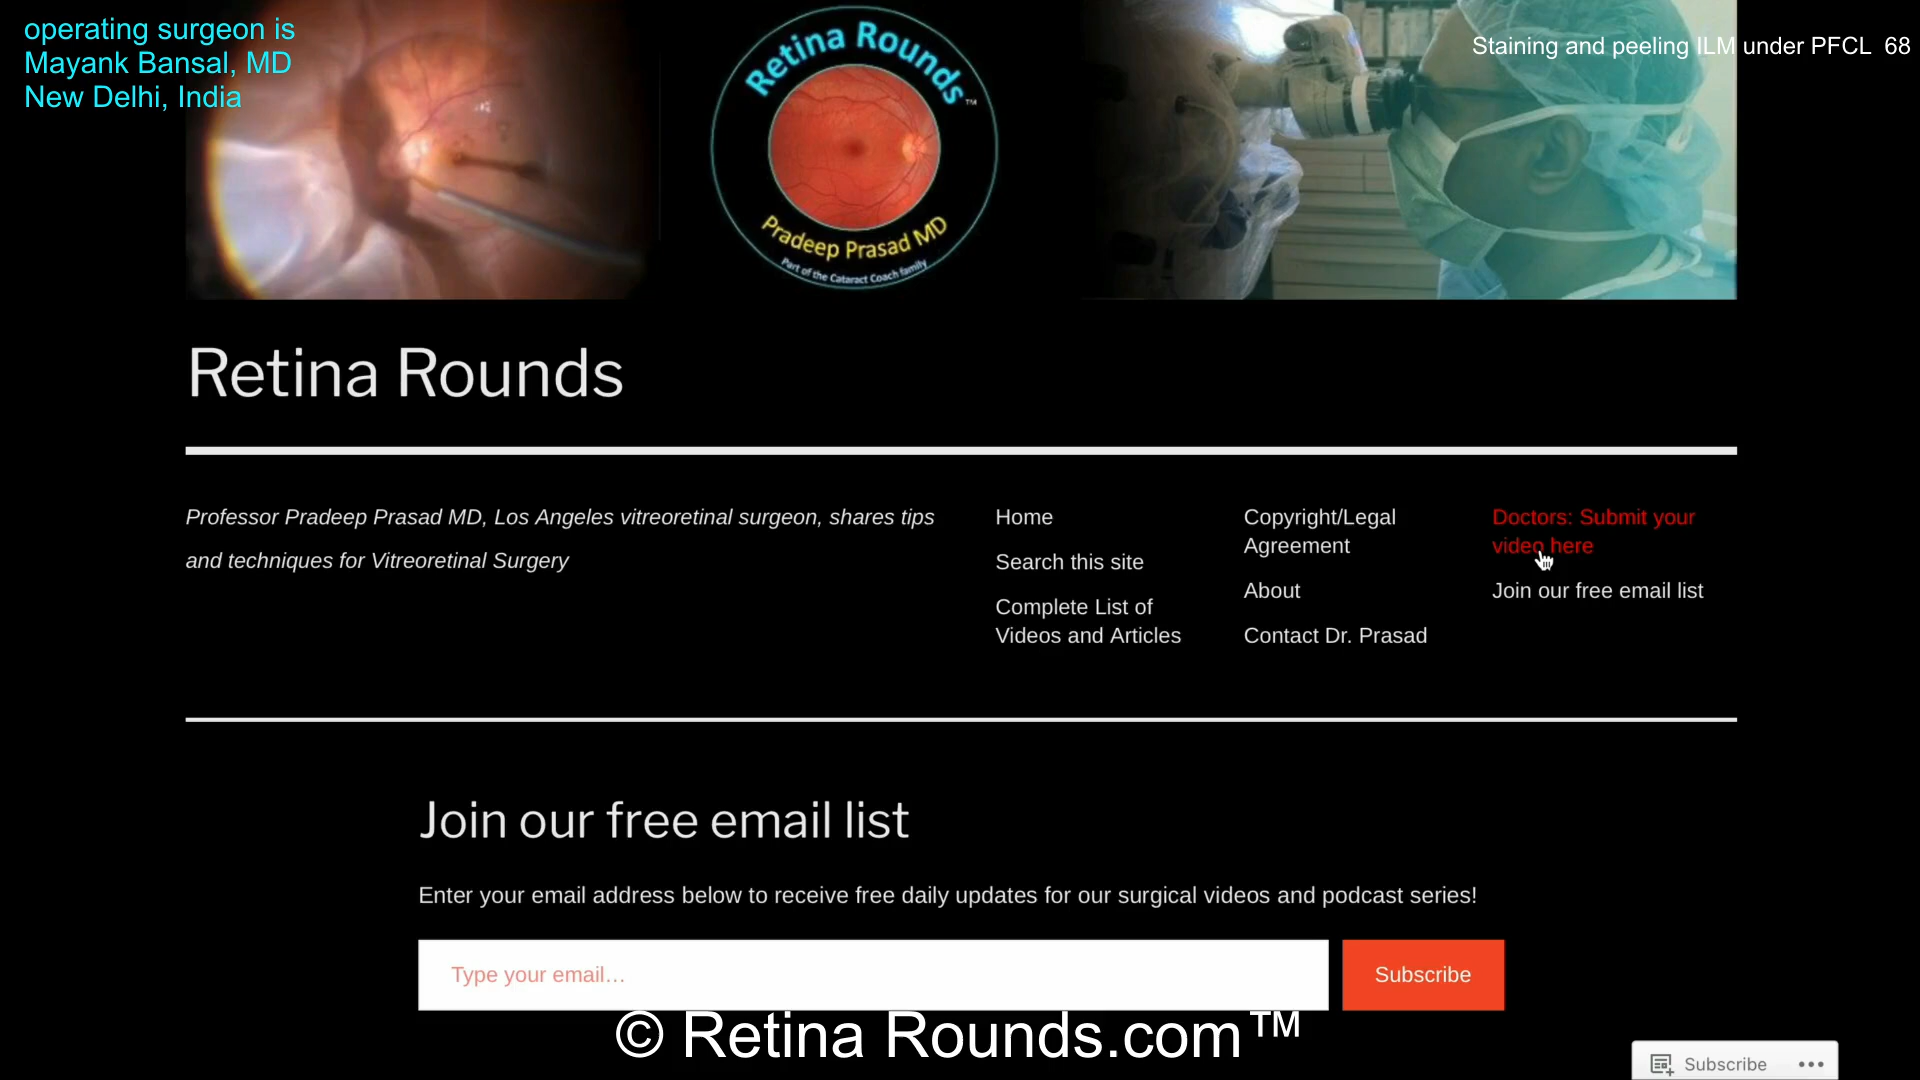 operating surgeon is
Mayank Bansal, MD
New Delhi, India
Retina Rounds™
Pradeep Prasad MD
Part of the Cataract Coach family
Staining and peeling ILM under PFCL 68
Retina Rounds
Professor Pradeep Prasad MD, Los Angeles vitreoretinal surgeon, shares tips
and techniques for Vitreoretinal Surgery
Home
Search this site
Complete List of
Videos and Articles
Copyright/Legal
Agreement
About
Contact Dr. Prasad
Doctors: Submit your
video here
Join our free email list
Join our free email list
Enter your email address below to receive free daily updates for our surgical videos and podcast series!
Type your email…
Subscribe
© Retina Rounds.com™
Subscribe